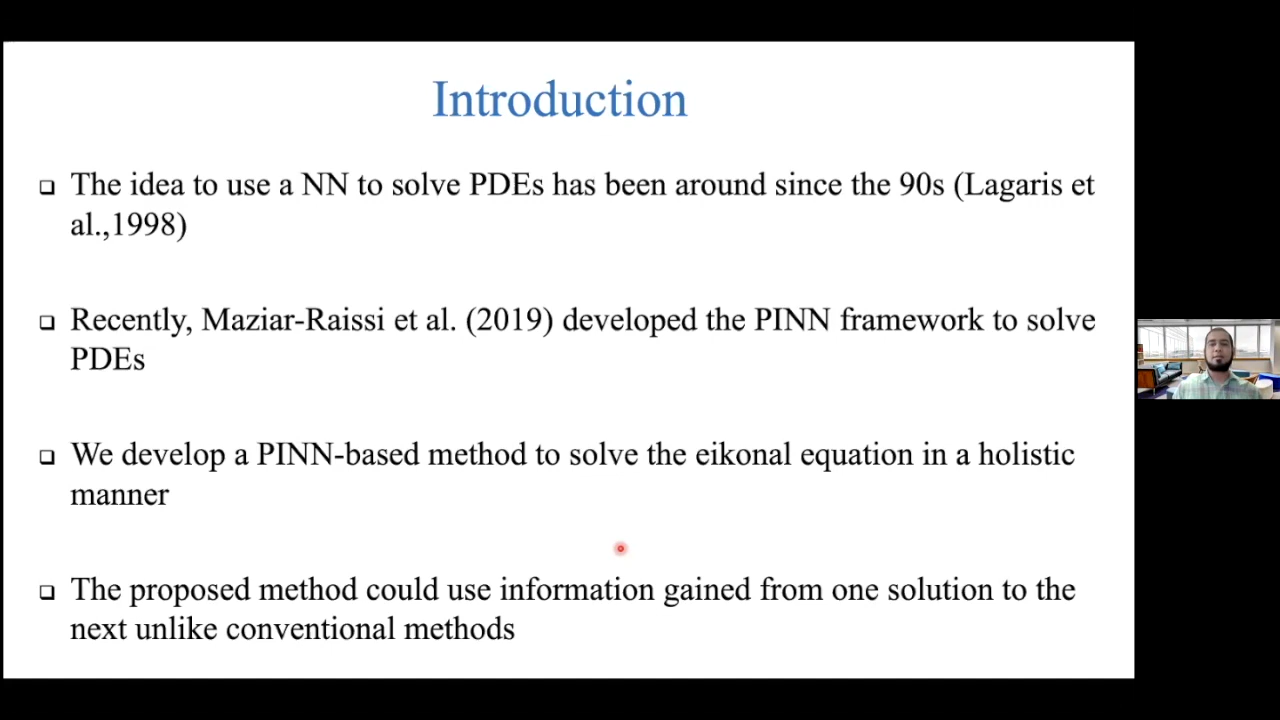 Introduction
❑ The idea to use a NN to solve PDEs has been around since the 90s (Lagaris et
al.,1998)
❑ Recently, Maziar-Raissi et al. (2019) developed the PINN framework to solve
PDEs
❑ We develop a PINN-based method to solve the eikonal equation in a holistic
manner
❑ The proposed method could use information gained from one solution to the
next unlike conventional methods